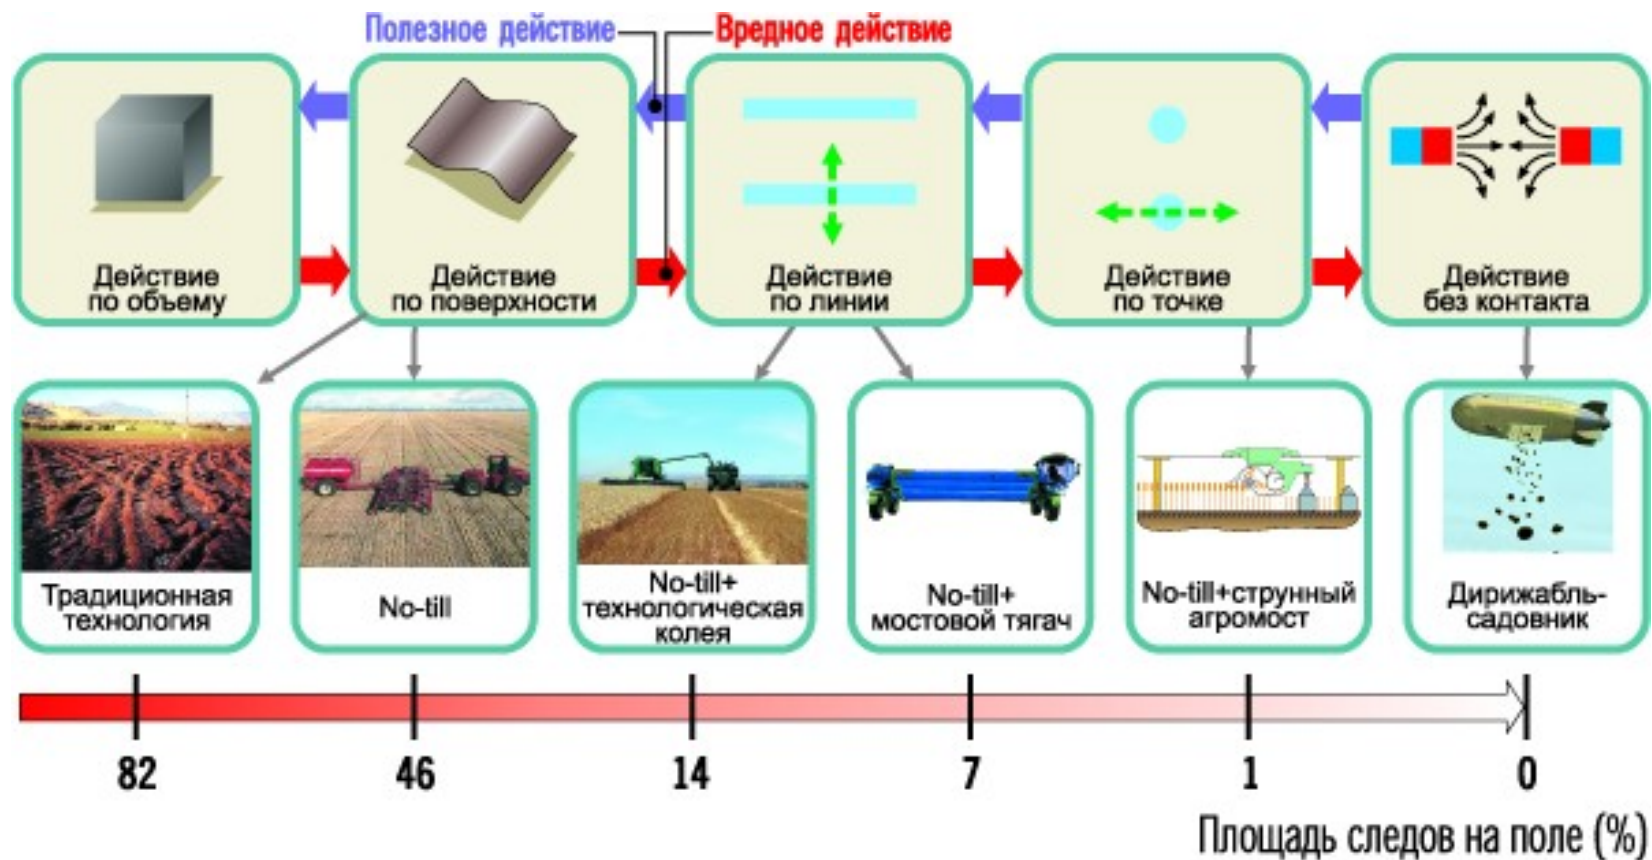 Полезное действие
Вредное действие
Действие
по объему
Действие
по поверхности
Действие
по линии
Действие
по точке
Действие
без контакта
Традиционная
технология
No-till
No-till+
технологическая
колея
No-till+
мостовой тягач
No-till+струнный
агромост
Дирижабль-
садовник
82
46
14
7
1
0
Площадь следов на поле (%)